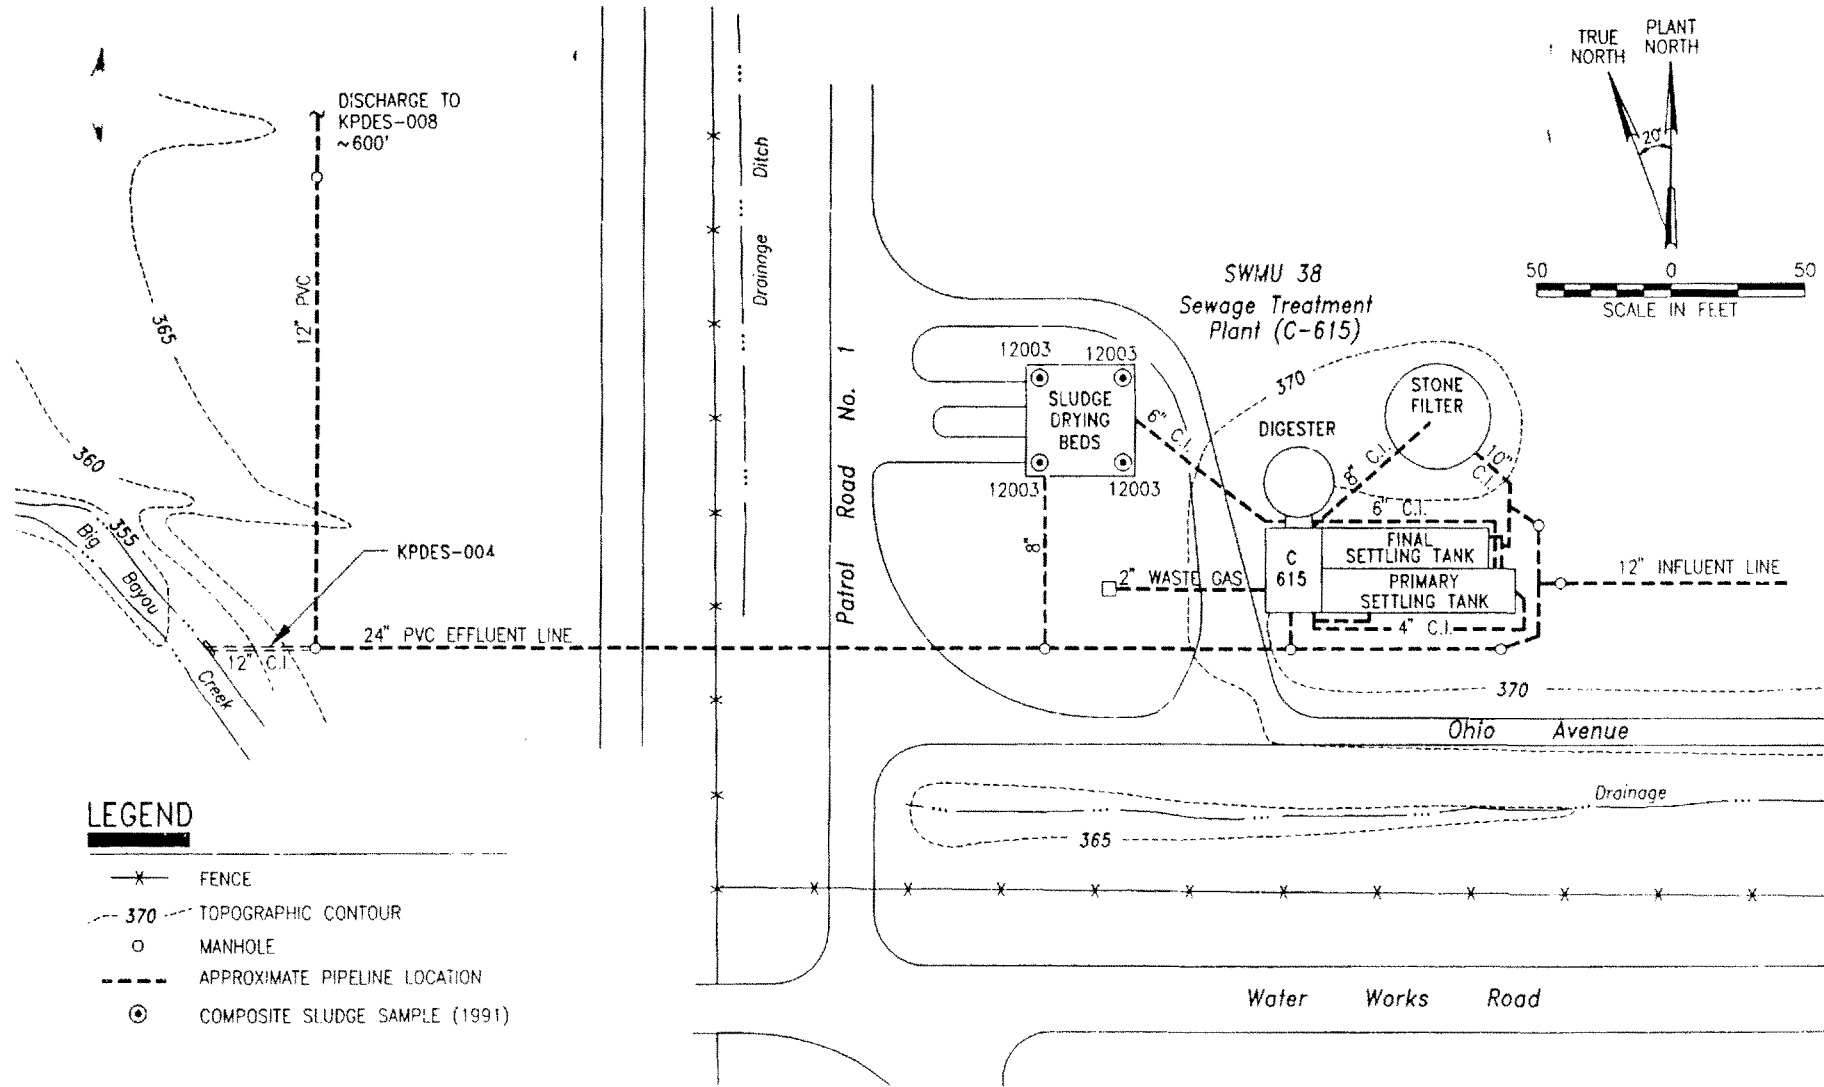 TRUE
NORTH
PLANT
NORTH
20°
50 0 50
SCALE IN FEET
DISCHARGE TO
KPDES-008
~600'
12" PVC
365
360
355
Big
Bayou
Creek
KPDES-004
12" C.I.
24" PVC EFFLUENT LINE
Drainage Ditch
Patrol Road No. 1
SWMU 38
Sewage Treatment
Plant (C-615)
12003 12003
SLUDGE
DRYING
BEDS
12003 12003
6" C.I.
8"
2" WASTE GAS
370
DIGESTER
STONE
FILTER
8" C.I.
10"
C.I.
6" C.I.
C
615
FINAL
SETTLING TANK
PRIMARY
SETTLING TANK
4" C.I.
12" INFLUENT LINE
370
Ohio Avenue
Drainage
365
Water Works Road
LEGEND
FENCE
370 TOPOGRAPHIC CONTOUR
MANHOLE
APPROXIMATE PIPELINE LOCATION
COMPOSITE SLUDGE SAMPLE (1991)